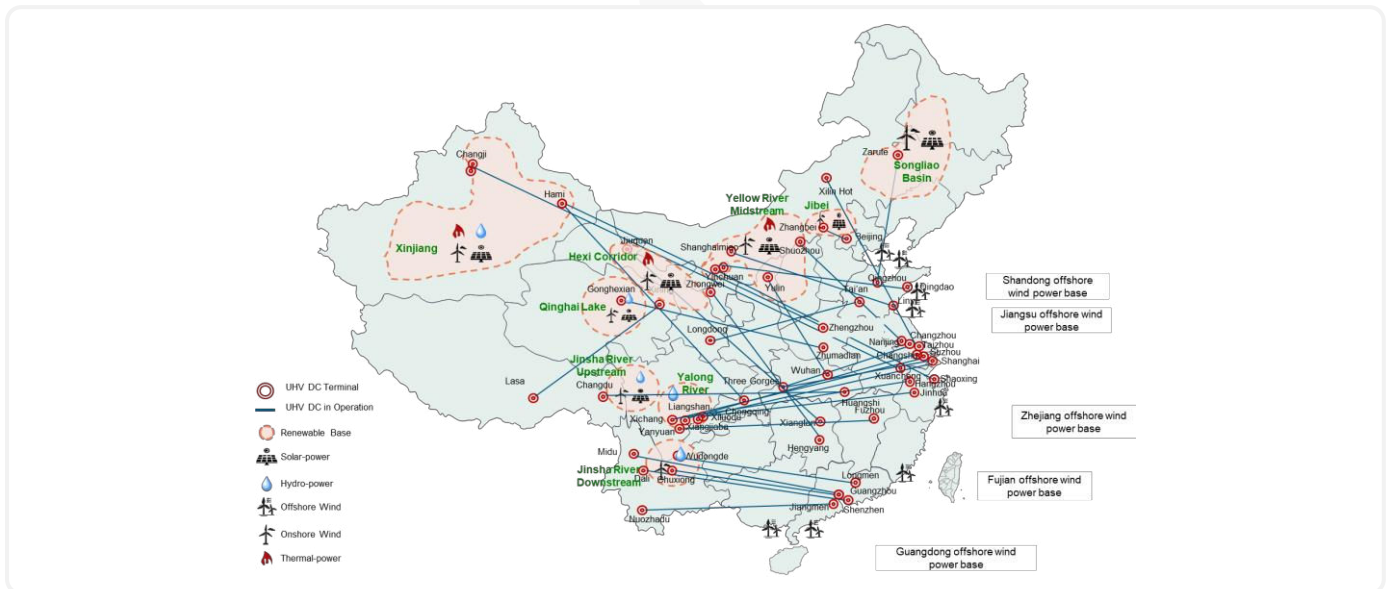 Changji
Hami
Xinjiang
Zarute
Songliao
Basin
Xilin Hot
Yellow River
Midstream
Jibei
Zhangbei
Beijing
Shanghaimiao
Shuozhou
Jiuquan
Hexi Corridor
Yinchuan
Gonghexian
Zhongwei
Yulin
Qinghai Lake
Qingzhou
Qingdao
Tai'an
Linyi
Longdong
Zhengzhou
Zhumadian
Nanjing
Changzhou
Taizhou
Suzhou
Shanghai
Wuhan
Xuancheng
Shaoxing
Hangzhou
Jinhua
Jinsha River
Upstream
Yalong
River
Three Gorges
Lasa
Changdu
Liangshan
Chongqing
Huangshi
Fuzhou
Xichang
Xiluodu
Xiangjiaba
Yanyuan
Xiangtan
Hengyang
Midu
Wudongde
Jinsha River
Downstream
Dali
Chuxiong
Longmen
Guangzhou
Jiangmen
Shenzhen
Nuozhadu
UHV DC Terminal
UHV DC in Operation
Renewable Base
Solar-power
Hydro-power
Offshore Wind
Onshore Wind
Thermal-power
Shandong offshore
wind power base
Jiangsu offshore wind
power base
Zhejiang offshore wind
power base
Fujian offshore wind
power base
Guangdong offshore wind
power base